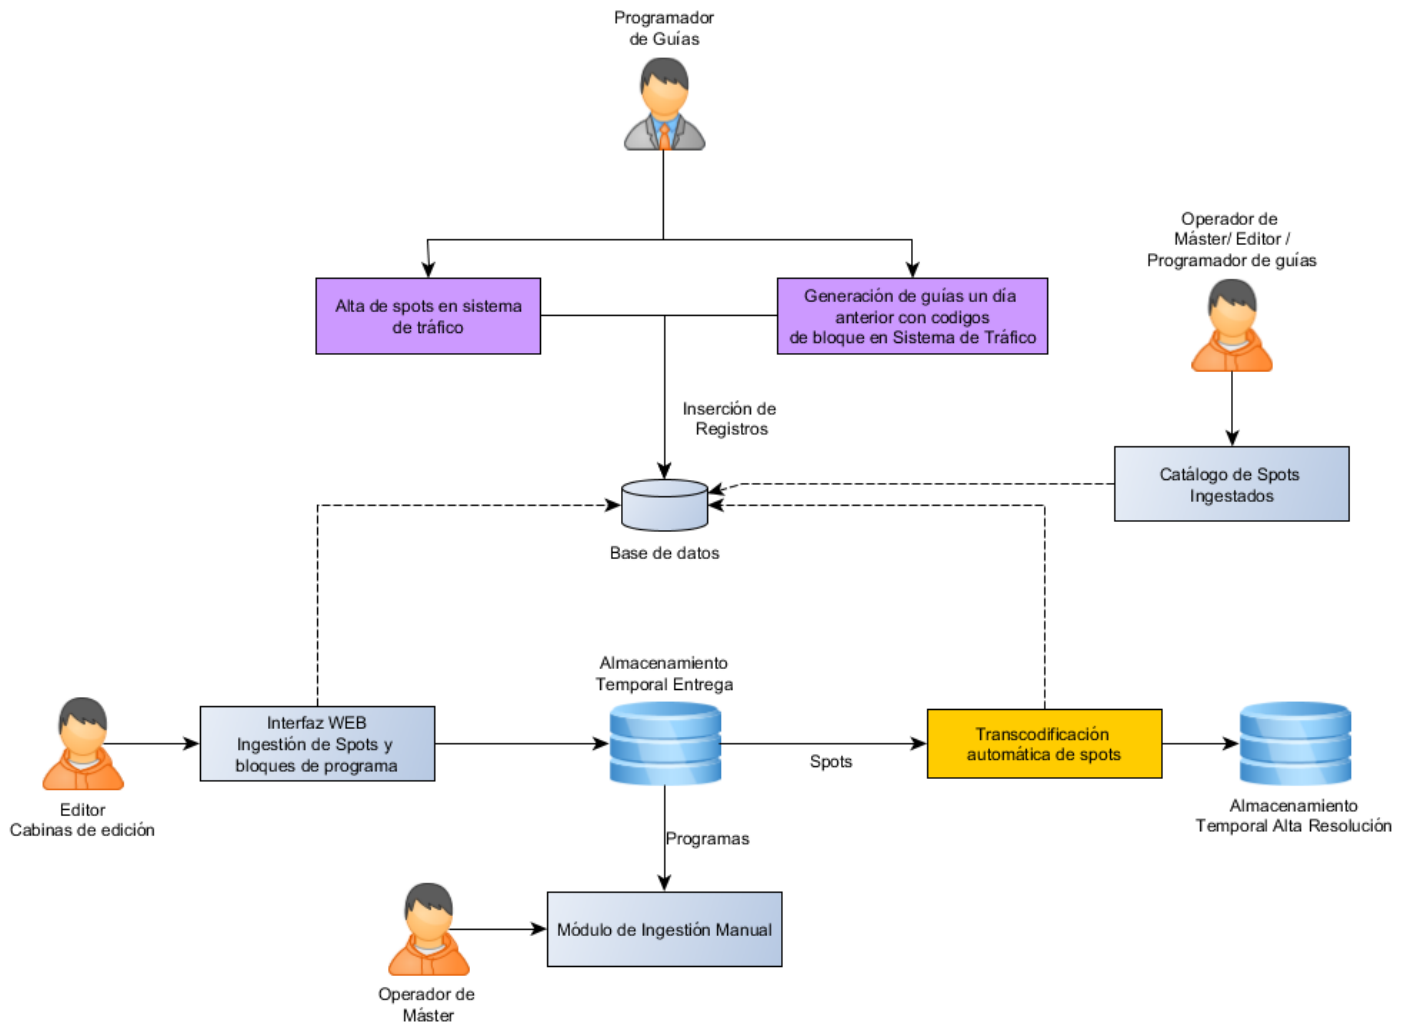 Programador
de Guías
Operador de
Máster/ Editor /
Programador de guías
Alta de spots en sistema
de tráfico
Generación de guías un día
anterior con codigos
de bloque en Sistema de Tráfico
Inserción de
Registros
Catálogo de Spots
Ingestados
Base de datos
Almacenamiento
Temporal Entrega
Interfaz WEB
Ingestión de Spots y
bloques de programa
Spots
Transcodificación
automática de spots
Editor
Cabinas de edición
Almacenamiento
Temporal Alta Resolución
Programas
Módulo de Ingestión Manual
Operador de
Máster